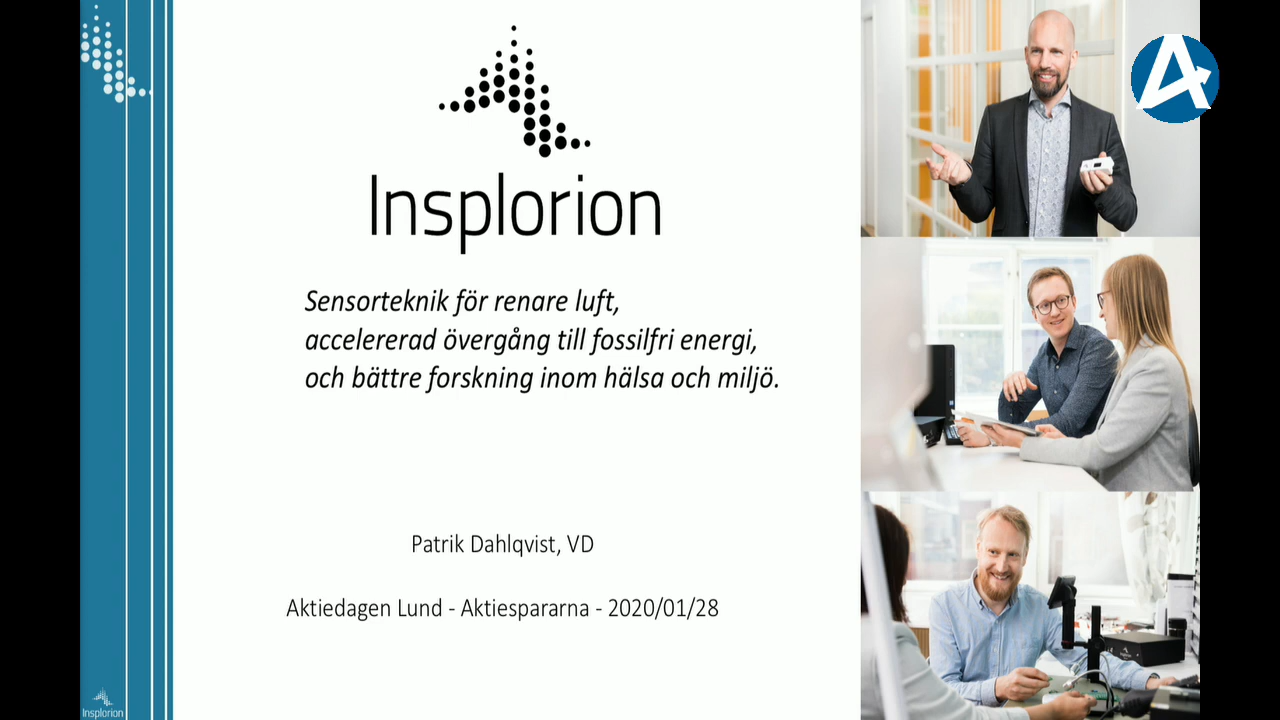 Insplorion
Sensorteknik för renare luft,
accelererad övergång till fossilfri energi,
och bättre forskning inom hälsa och miljö.
Patrik Dahlqvist, VD
Aktiedagen Lund - Aktiespararna - 2020/01/28
Insplorion
Insplorion